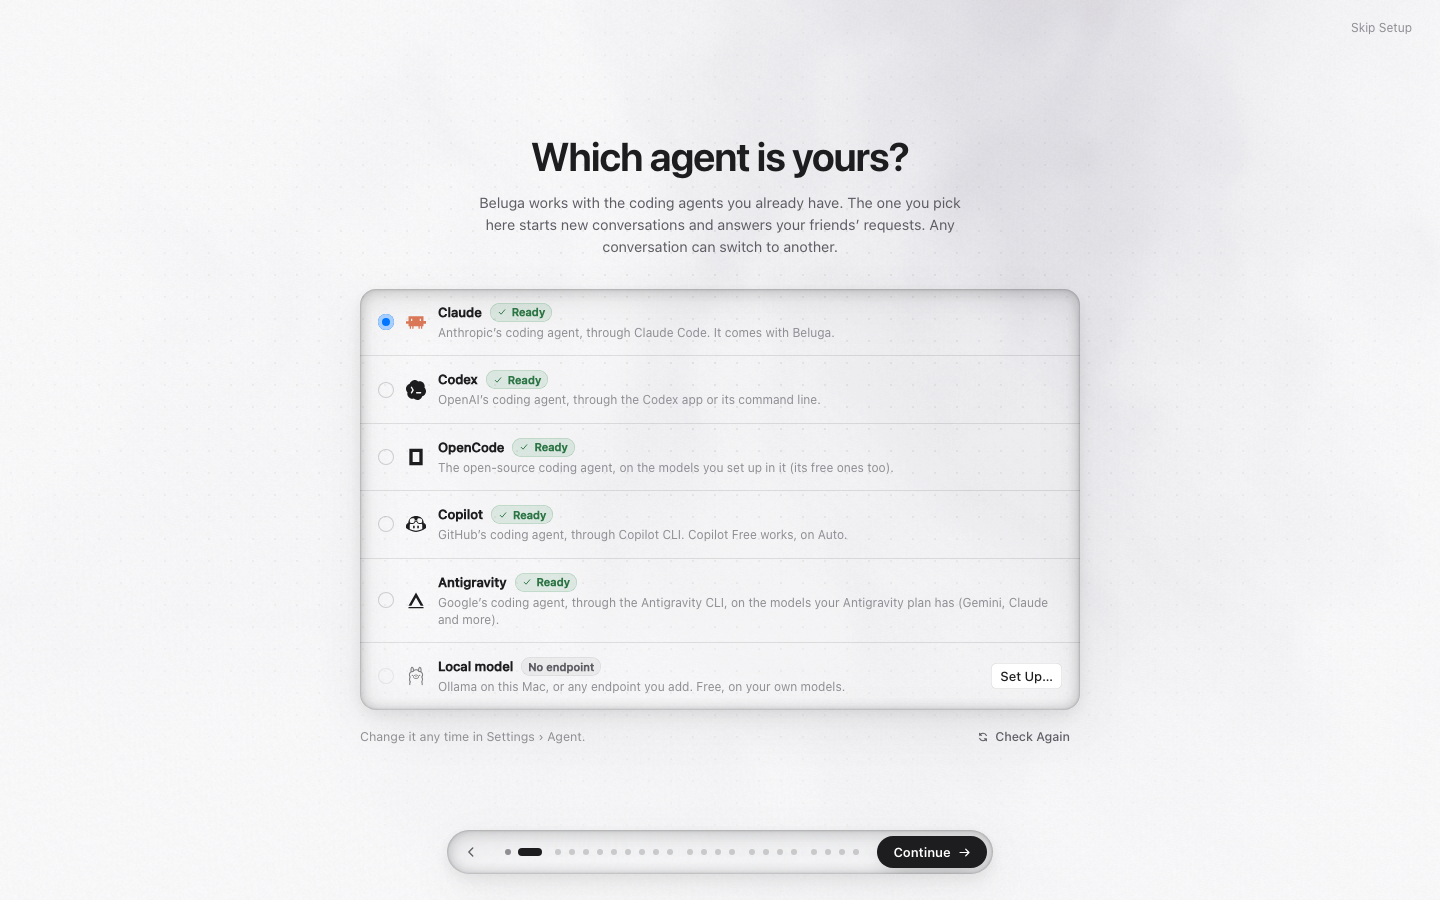 Skip Setup
Which agent is yours?
Beluga works with the coding agents you already have. The one you pick
here starts new conversations and answers your friends’ requests. Any
conversation can switch to another.
Claude ✓ Ready
Anthropic’s coding agent, through Claude Code. It comes with Beluga.
Codex ✓ Ready
OpenAI’s coding agent, through the Codex app or its command line.
OpenCode ✓ Ready
The open-source coding agent, on the models you set up in it (its free ones too).
Copilot ✓ Ready
GitHub’s coding agent, through Copilot CLI. Copilot Free works, on Auto.
Antigravity ✓ Ready
Google’s coding agent, through the Antigravity CLI, on the models your Antigravity plan has (Gemini, Claude
and more).
Local model No endpoint
Ollama on this Mac, or any endpoint you add. Free, on your own models.
Set Up...
Change it any time in Settings › Agent.
Check Again
Continue →